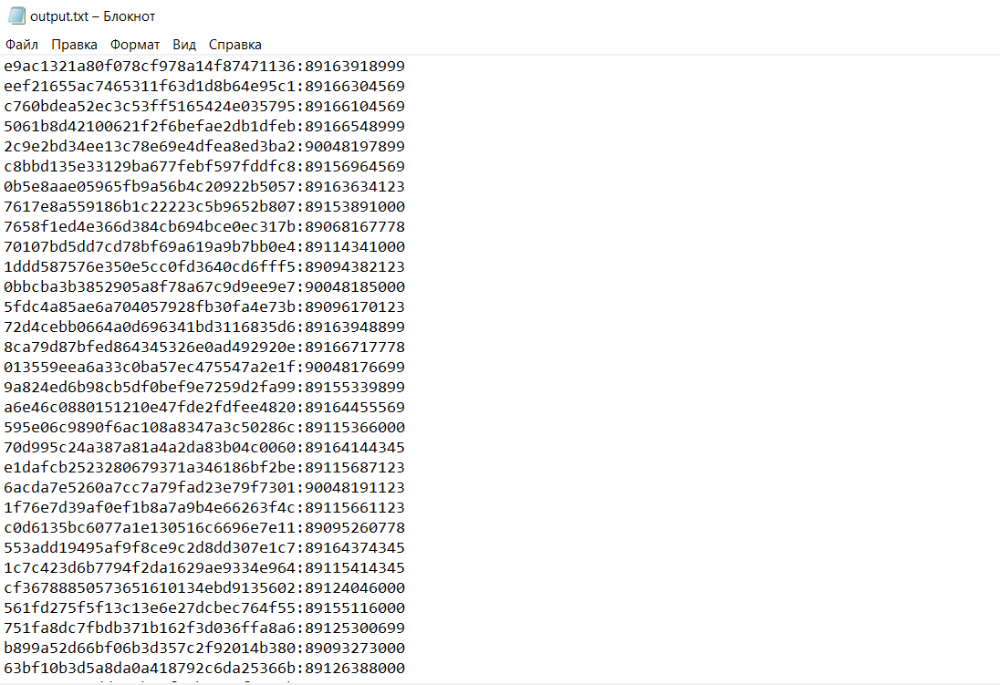 output.txt – Блокнот
Файл Правка Формат Вид Справка
e9ac1321a80f078cf978a14f87471136:89163918999
eef21655ac7465311f63d1d8b64e95c1:89166304569
c760bdea52ec3c53ff5165424e035795:89166104569
5061b8d42100621f2f6befae2db1dfeb:89166548999
2c9e2bd34ee13c78e69e4dfea8ed3ba2:90048197899
c8bbd135e33129ba677febf597fddfc8:89156964569
0b5e8aae05965fb9a56b4c20922b5057:89163634123
7617e8a559186b1c22223c5b9652b807:89153891000
7658f1ed4e366d384cb694bce0ec317b:89068167778
70107bd5dd7cd78bf69a619a9b7bb0e4:89114341000
1ddd587576e350e5cc0fd3640cd6fff5:89094382123
0bbcba3b3852905a8f78a67c9d9ee9e7:90048185000
5fdc4a85ae6a704057928fb30fa4e73b:89096170123
72d4cebb0664a0d696341bd3116835d6:89163948899
8ca79d87bfed864345326e0ad492920e:89166717778
013559eea6a33c0ba57ec475547a2e1f:90048176699
9a824ed6b98cb5df0bef9e7259d2fa99:89155339899
a6e46c0880151210e47fde2fdfee4820:89164455569
595e06c9890f6ac108a8347a3c50286c:89115366000
70d995c24a387a81a4a2da83b04c0060:89164144345
e1dafcb2523280679371a346186bf2be:89115687123
6acda7e5260a7cc7a79fad23e79f7301:90048191123
1f76e7d39af0ef1b8a7a9b4e66263f4c:89115661123
c0d6135bc6077a1e130516c6696e7e11:89095260778
553add19495af9f8ce9c2d8dd307e1c7:89164374345
1c7c423d6b7794f2da1629ae9334e964:89115414345
cf36788850573651610134ebd9135602:89124046000
561fd275f5f13c13e6e27dcbec764f55:89155116000
751fa8dc7fbdb371b162f3d036ffa8a6:89125300699
b899a52d66bf06b3d357c2f92014b380:89093273000
63bf10b3d5a8da0a418792c6da25366b:89126388000